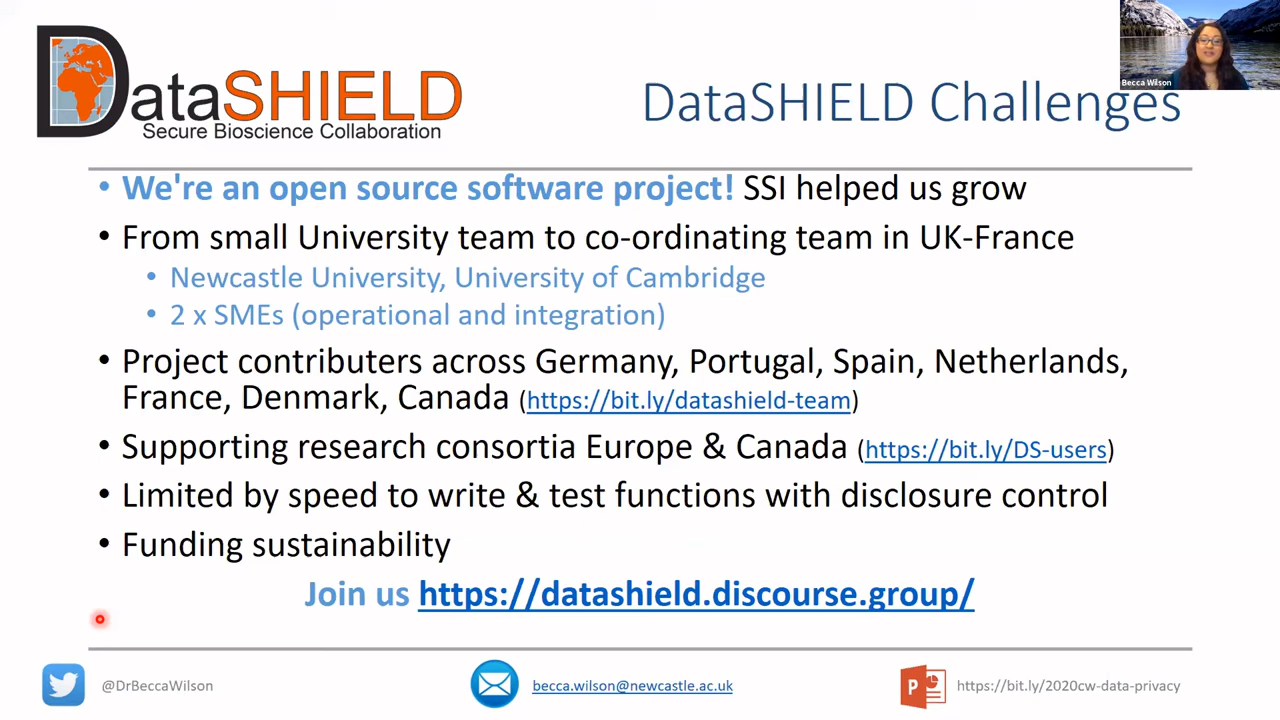 DataSHIELD
Secure Bioscience Collaboration
Becca Wilson
DataSHIELD Challenges
• We're an open source software project! SSI helped us grow
• From small University team to co-ordinating team in UK-France
• Newcastle University, University of Cambridge
• 2 x SMEs (operational and integration)
• Project contributers across Germany, Portugal, Spain, Netherlands,
France, Denmark, Canada (https://bit.ly/datashield-team)
• Supporting research consortia Europe & Canada (https://bit.ly/DS-users)
• Limited by speed to write & test functions with disclosure control
• Funding sustainability
Join us https://datashield.discourse.group/
@DrBeccaWilson
becca.wilson@newcastle.ac.uk
P
https://bit.ly/2020cw-data-privacy